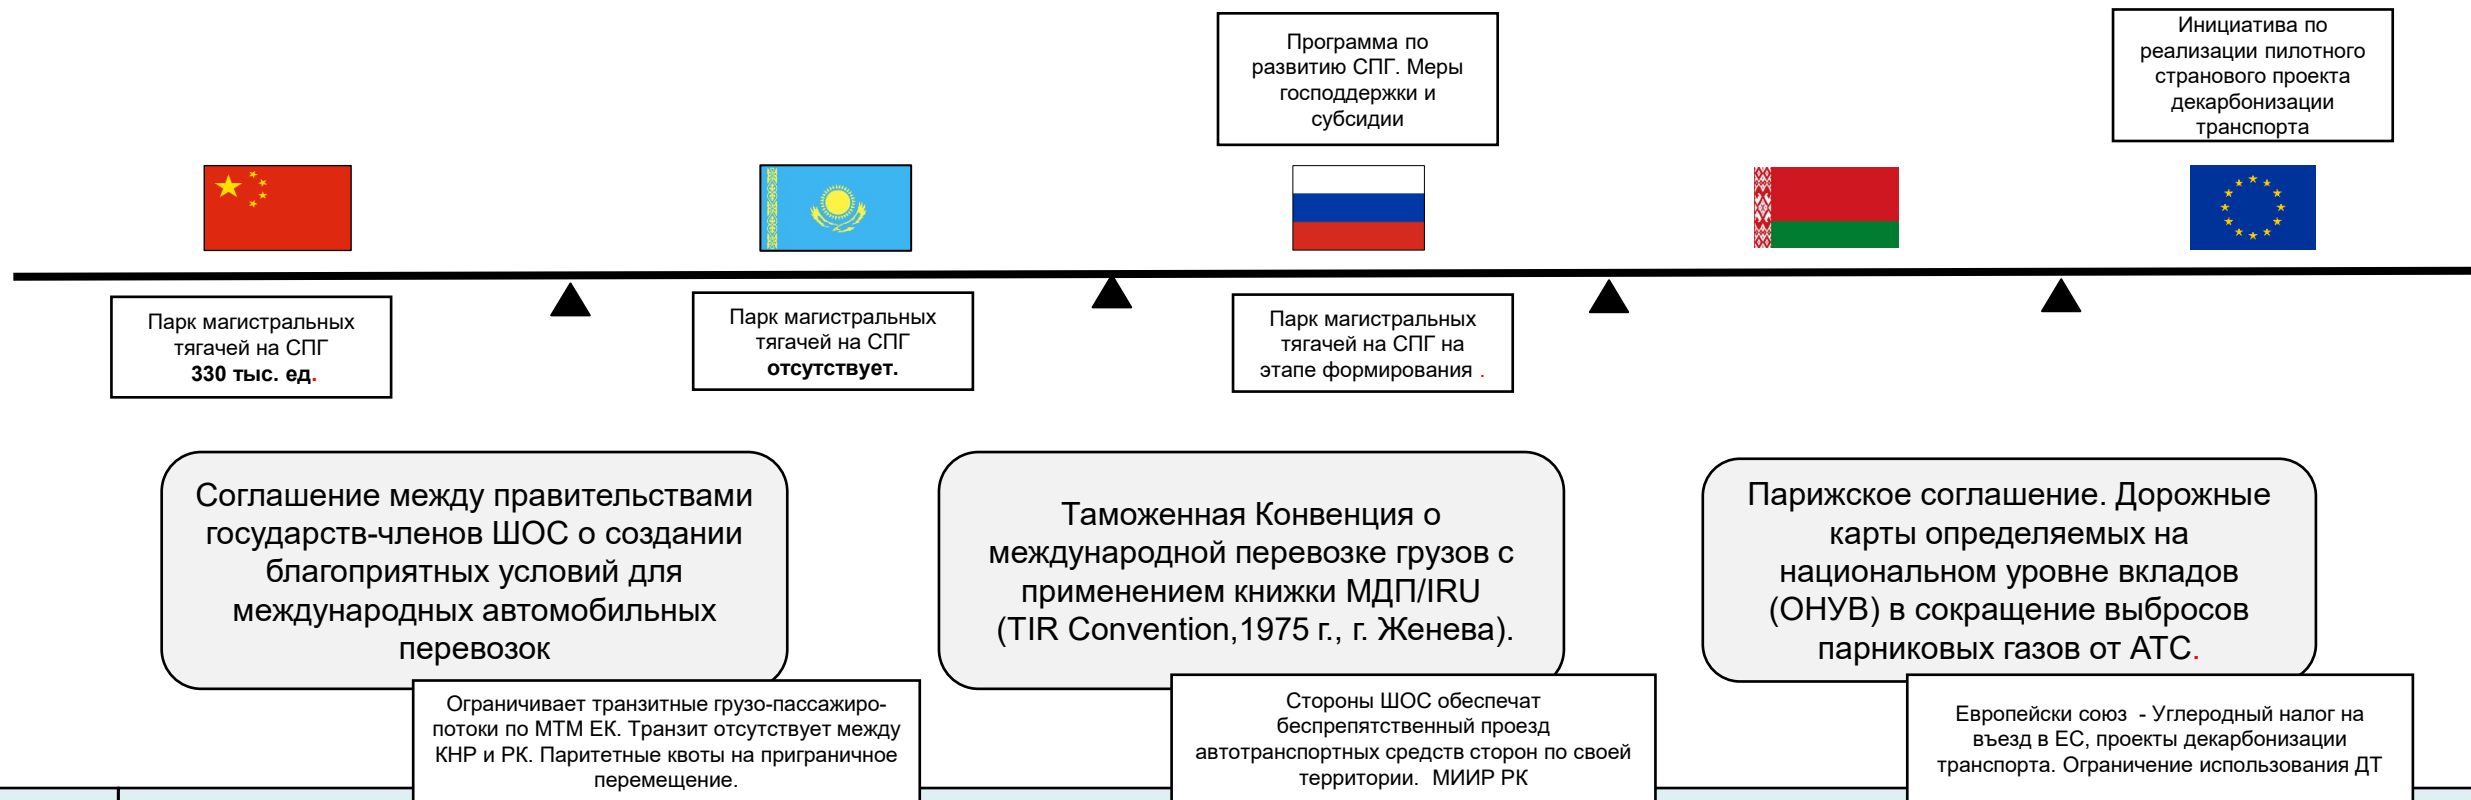 Программа по
развитию СПГ. Меры
господдержки и
субсидии
Инициатива по
реализации пилотного
странового проекта
декарбонизации
транспорта
Парк магистральных
тягачей на СПГ
330 тыс. ед.
Парк магистральных
тягачей на СПГ
отсутствует.
Парк магистральных
тягачей на СПГ на
этапе формирования .
Соглашение между правительствами
государств-членов ШОС о создании
благоприятных условий для
международных автомобильных
перевозок
Таможенная Конвенция о
международной перевозке грузов с
применением книжки МДП/IRU
(TIR Convention,1975 г., г. Женева).
Парижское соглашение. Дорожные
карты определяемых на
национальном уровне вкладов
(ОНУВ) в сокращение выбросов
парниковых газов от АТС.
Ограничивает транзитные грузо-пассажиро-
потоки по МТМ ЕК. Транзит отсутствует между
КНР и РК. Паритетные квоты на приграничное
перемещение.
Стороны ШОС обеспечат
беспрепятственный проезд
автотранспортных средств сторон по своей
территории. МИИР РК
Европейски союз - Углеродный налог на
въезд в ЕС, проекты декарбонизации
транспорта. Ограничение использования ДТ